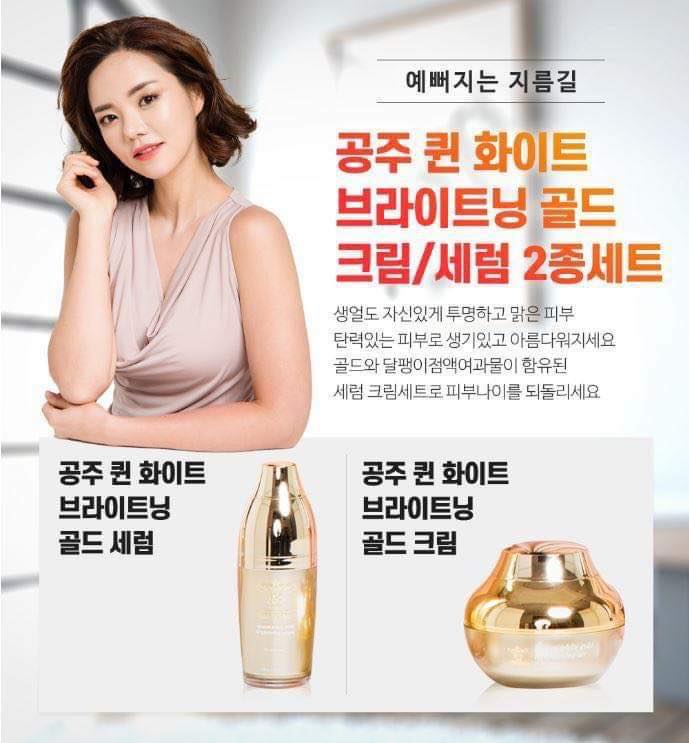 예뻐지는 지름길
공주 퀸 화이트
브라이트닝 골드
크림/세럼 2종세트
생얼도 자신있게 투명하고 맑은 피부
탄력있는 피부로 생기있고 아름다워지세요
골드와 달팽이점액여과물이 함유된
세럼 크림세트로 피부나이를 되돌리세요
공주 퀸 화이트
브라이트닝
골드 세럼
공주 퀸 화이트
브라이트닝
골드 크림